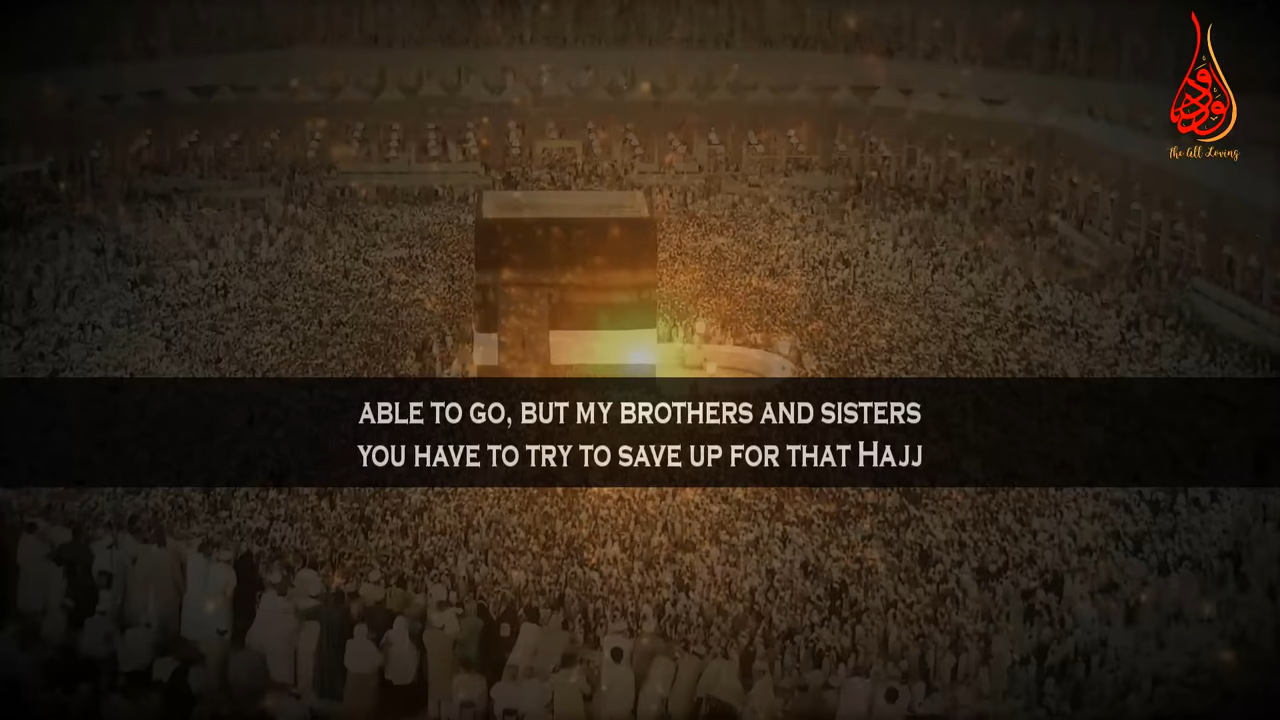 الودود
The All Loving
ABLE TO GO, BUT MY BROTHERS AND SISTERS
YOU HAVE TO TRY TO SAVE UP FOR THAT HAJJ